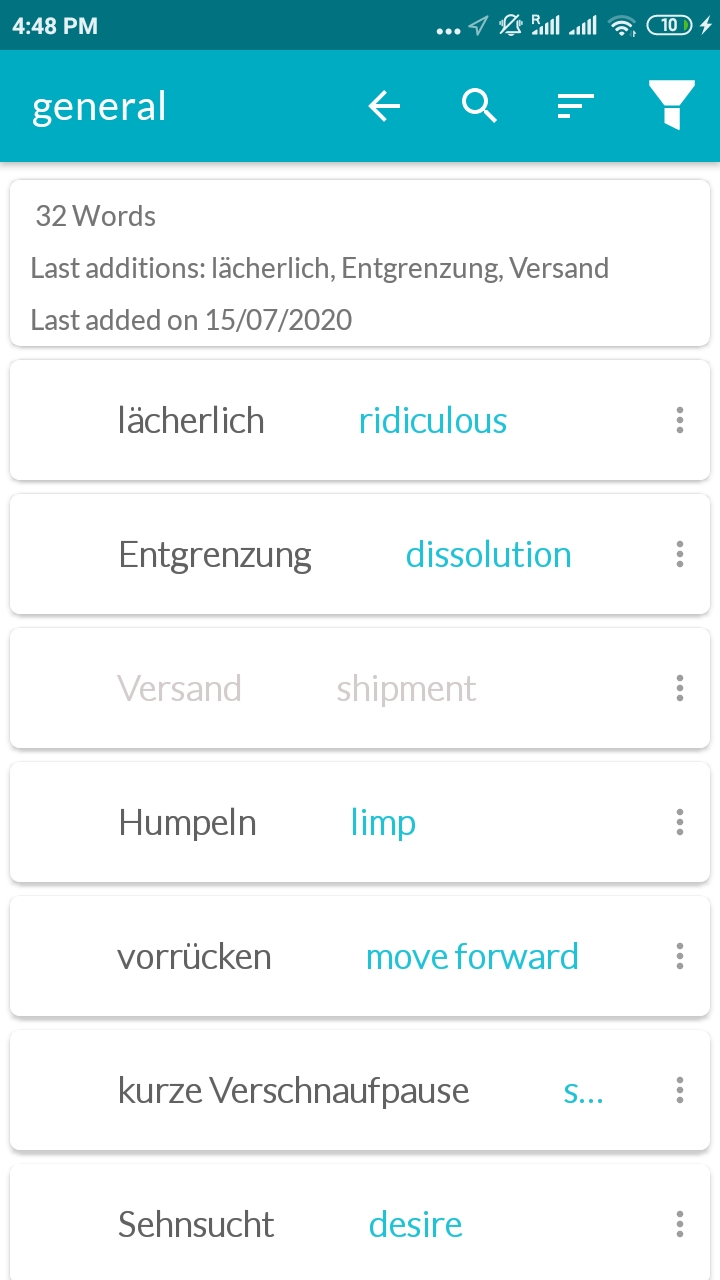 4:48 PM R 10
general
32 Words
Last additions: lächerlich, Entgrenzung, Versand
Last added on 15/07/2020
lächerlich ridiculous
Entgrenzung dissolution
Versand shipment
Humpeln limp
vorrücken move forward
kurze Verschnaufpause s...
Sehnsucht desire